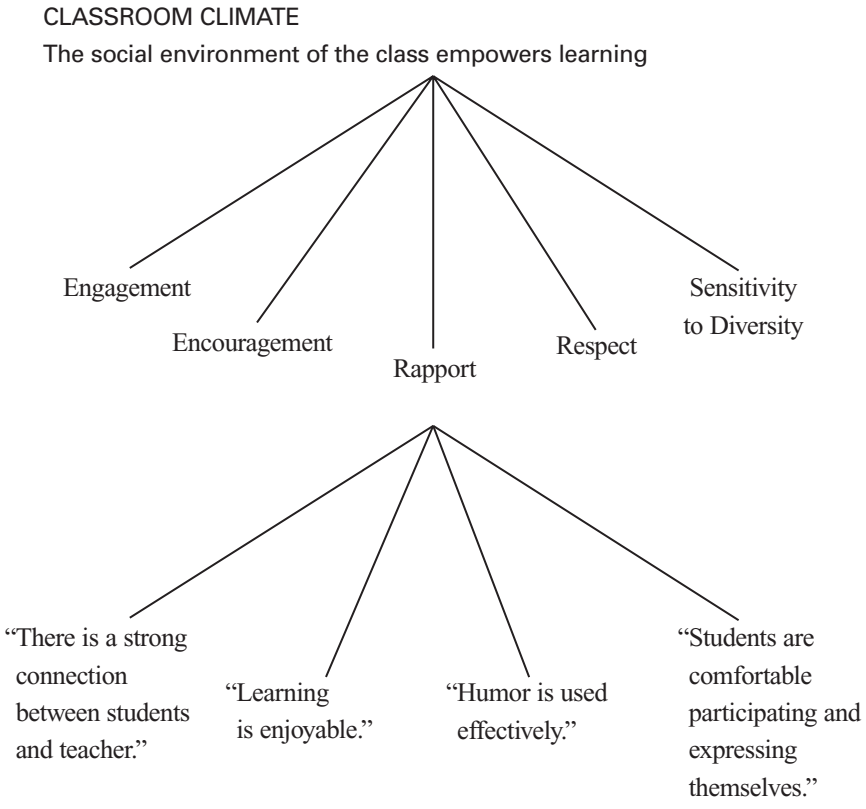 CLASSROOM CLIMATE
The social environment of the class empowers learning
Engagement
Encouragement
Rapport
Respect
Sensitivity
to Diversity
“There is a strong
connection
between students
and teacher.”
“Learning
is enjoyable.”
“Humor is used
effectively.”
“Students are
comfortable
participating and
expressing
themselves.”